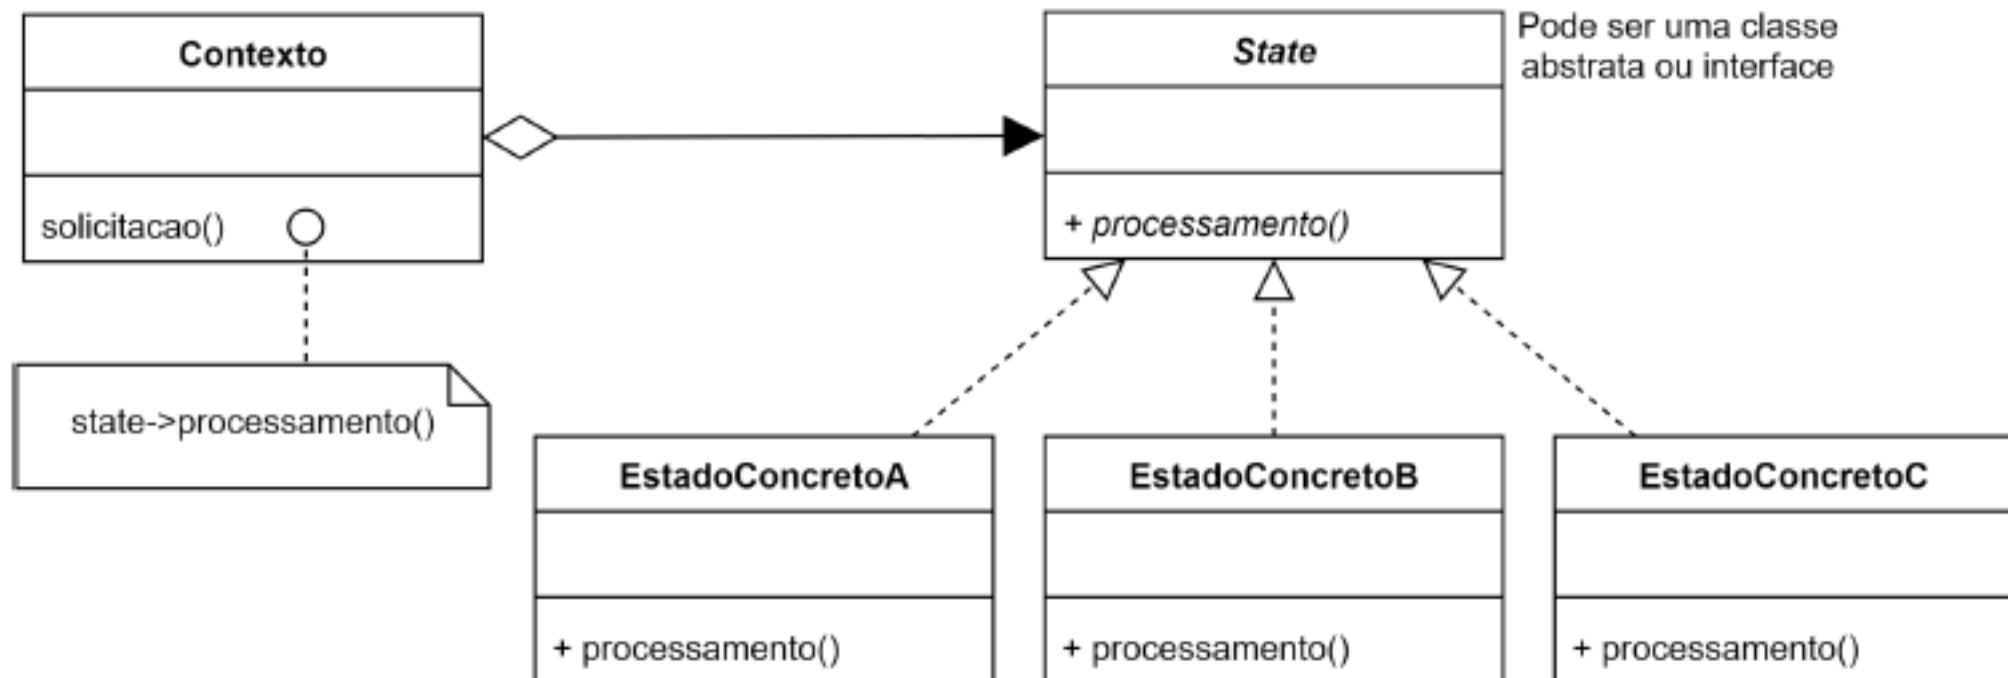 Contexto
solicitacao()
state->processamento()
State
+ processamento()
Pode ser uma classe
abstrata ou interface
EstadoConcretoA
+ processamento()
EstadoConcretoB
+ processamento()
EstadoConcretoC
+ processamento()